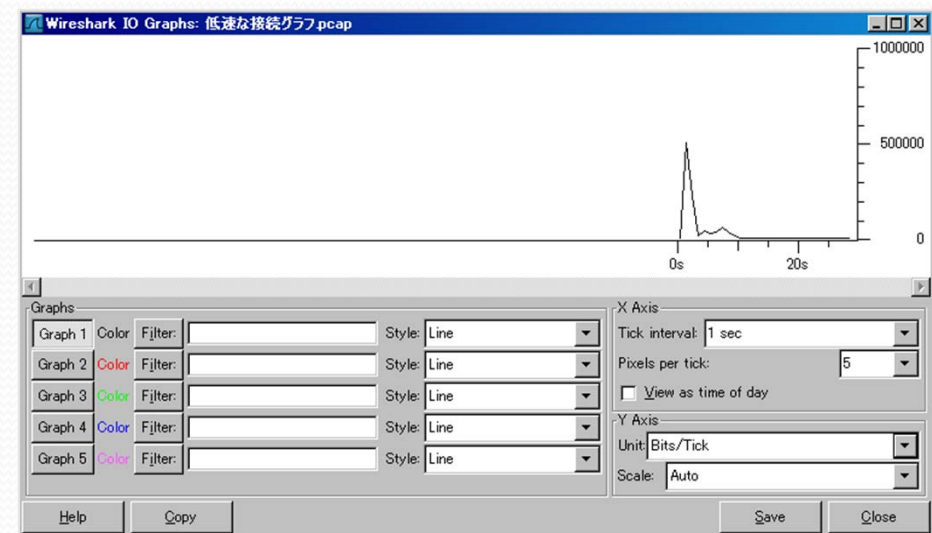 Wireshark IO Graphs: 低速な接続グラフ.pcap
1000000
500000
0
0s 20s
Graphs
Graph 1 Color Filter: Style: Line
Graph 2 Color Filter: Style: Line
Graph 3 Color Filter: Style: Line
Graph 4 Color Filter: Style: Line
Graph 5 Color Filter: Style: Line
X Axis
Tick interval: 1 sec
Pixels per tick: 5
View as time of day
Y Axis
Unit: Bits/Tick
Scale: Auto
Help Copy Save Close